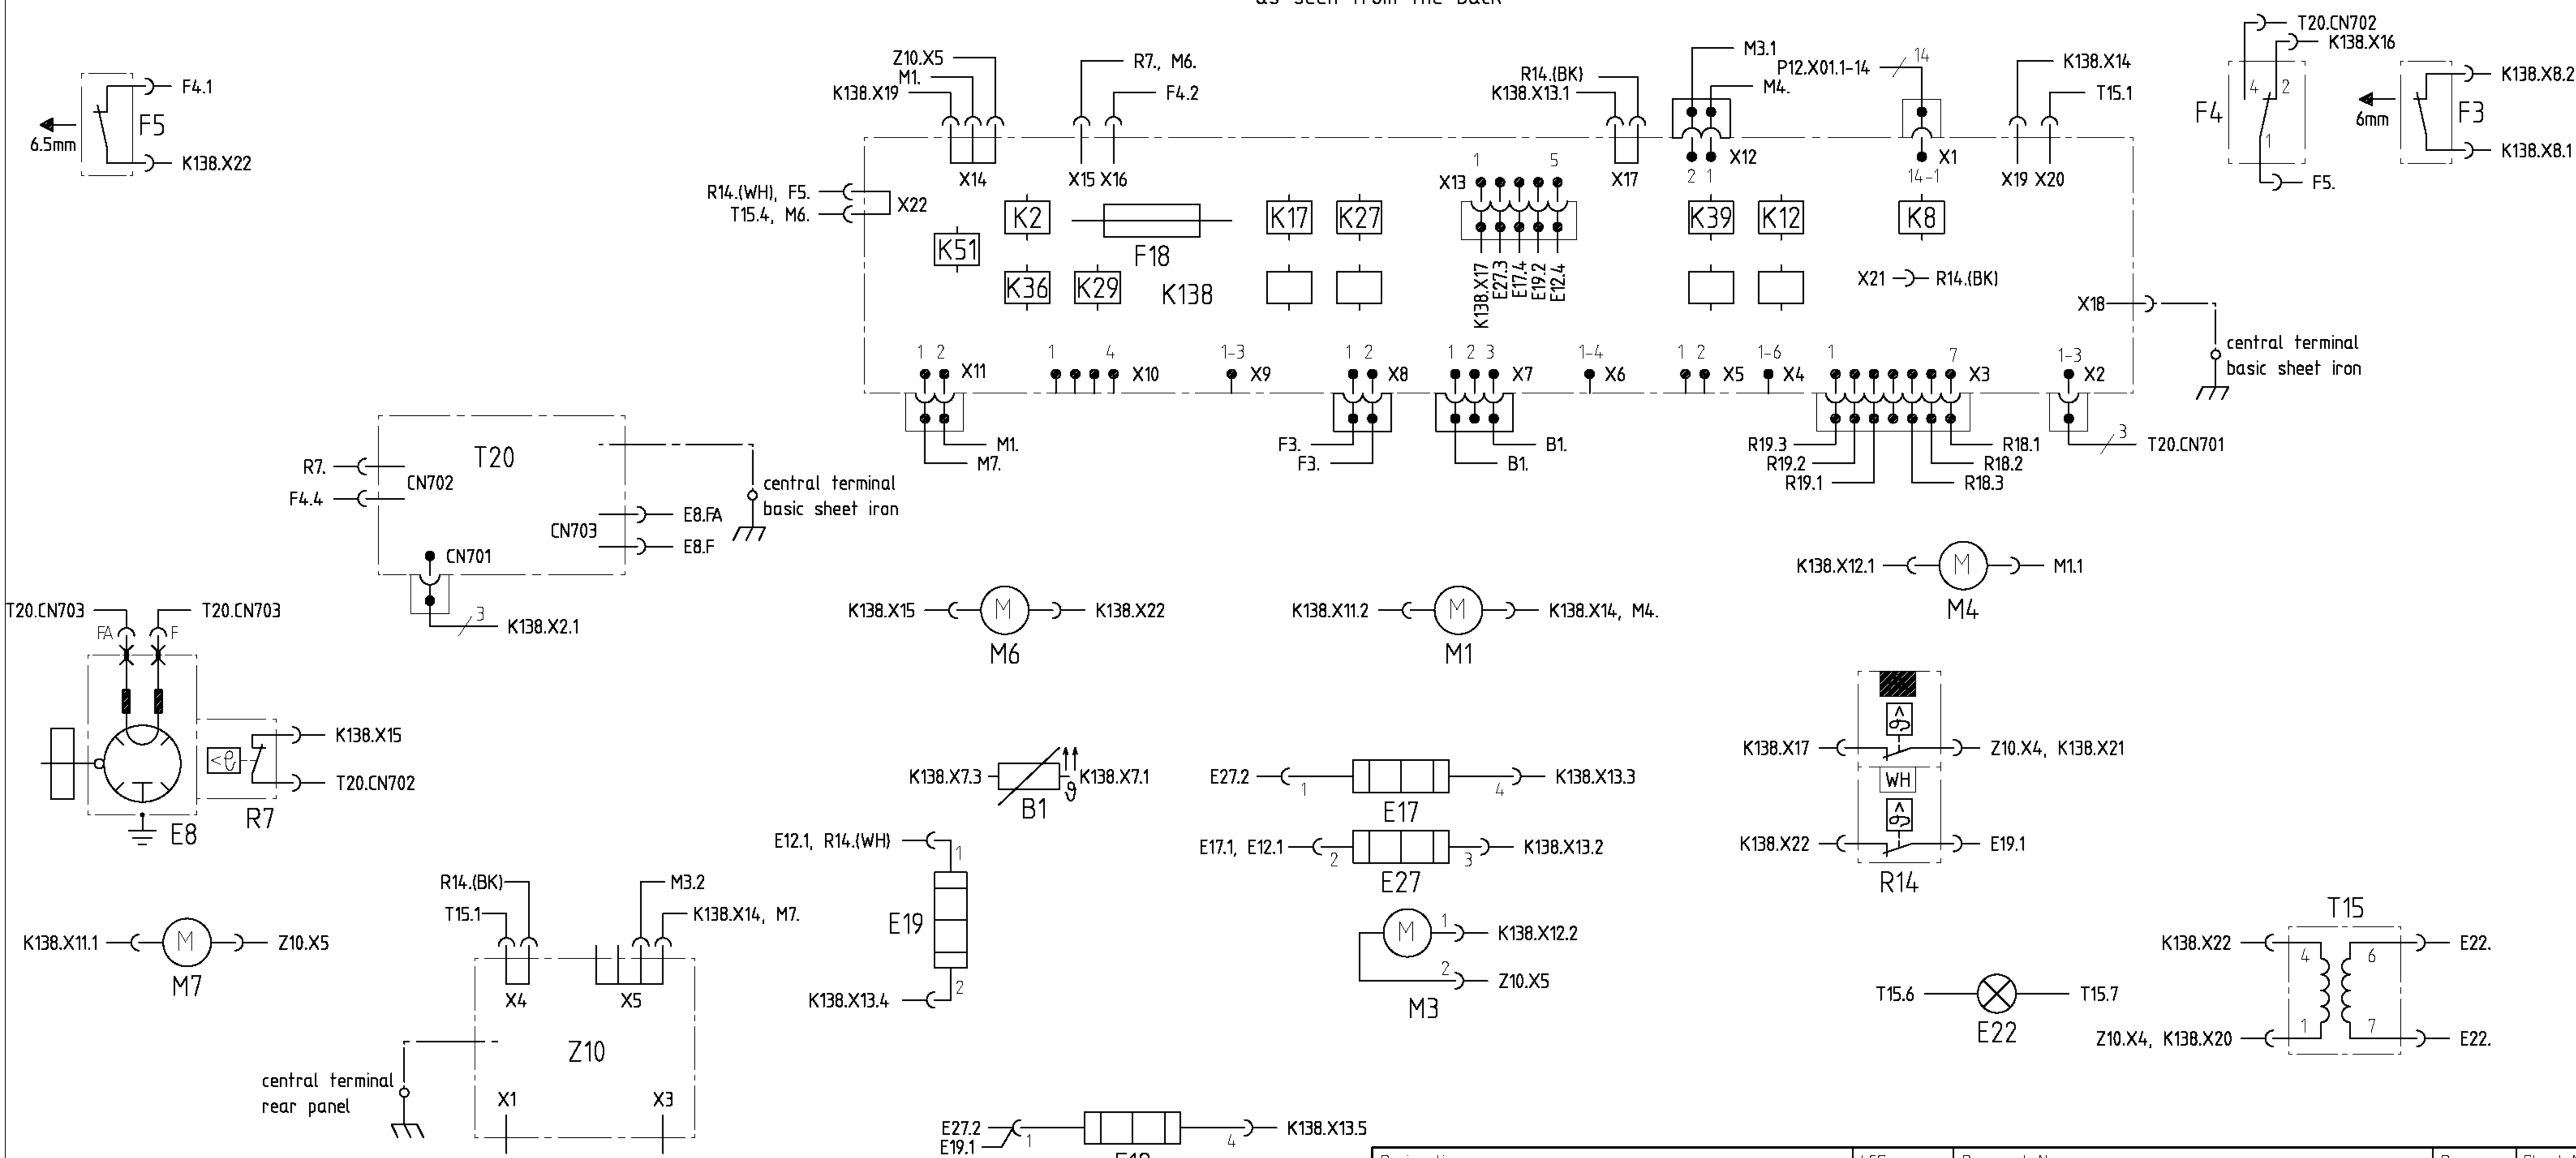 T20.CN702
K138.X16
4
2
F4
1
F5.
K138.X8.2
F3
6mm
K138.X8.1
F4.1
F5
6.5mm
K138.X22
Z10.X5
M1.
K138.X19
X14
R7., M6.
F4.2
X15 X16
R14.(BK)
K138.X13.1
X17
M3.1
M4.
X12
2 1
P12.X01.1-14
14
X1
14-1
K138.X14
T15.1
X19 X20
R14.(WH), F5.
T15.4, M6.
X22
K51
K2
K36
K29
F18
K138
K17
K27
1
5
X13
K138.X17
E27.3
E17.4
E19.2
E12.4
K39
K12
K8
X21
R14.(BK)
X18
central terminal
basic sheet iron
1 2
X11
M1.
M7.
1
4
X10
1-3
X9
1 2
X8
F3.
F3.
1 2 3
X7
B1.
B1.
1-4
X6
1 2
X5
1-6
X4
1
7
X3
R19.3
R19.2
R19.1
R18.1
R18.2
R18.3
1-3
X2
3
T20.CN701
T20
R7.
CN702
F4.4
CN703
E8.FA
E8.F
central terminal
basic sheet iron
CN701
3
K138.X2.1
T20.CN703
T20.CN703
FA
F
K138.X15
T20.CN702
R7
E8
K138.X15
M
K138.X22
M6
K138.X11.2
M
K138.X14, M4.
M1
K138.X12.1
M
M1.1
M4
K138.X7.3
K138.X7.1
B1
E27.2
1
4
K138.X13.3
E17
E17.1, E12.1
2
3
K138.X13.2
E27
K138.X17
Z10.X4, K138.X21
WH
K138.X22
E19.1
R14
E12.1, R14.(WH)
1
E19
2
K138.X13.4
M
1
K138.X12.2
2
Z10.X5
M3
K138.X11.1
M
Z10.X5
M7
R14.(BK)
T15.1
M3.2
K138.X14, M7.
X4
X5
Z10
X1
X3
central terminal
rear panel
T15.6
T15.7
E22
T15
K138.X22
4
6
E22.
Z10.X4, K138.X20
1
7
E22.
E27.2
E19.1
1
4
K138.X13.5